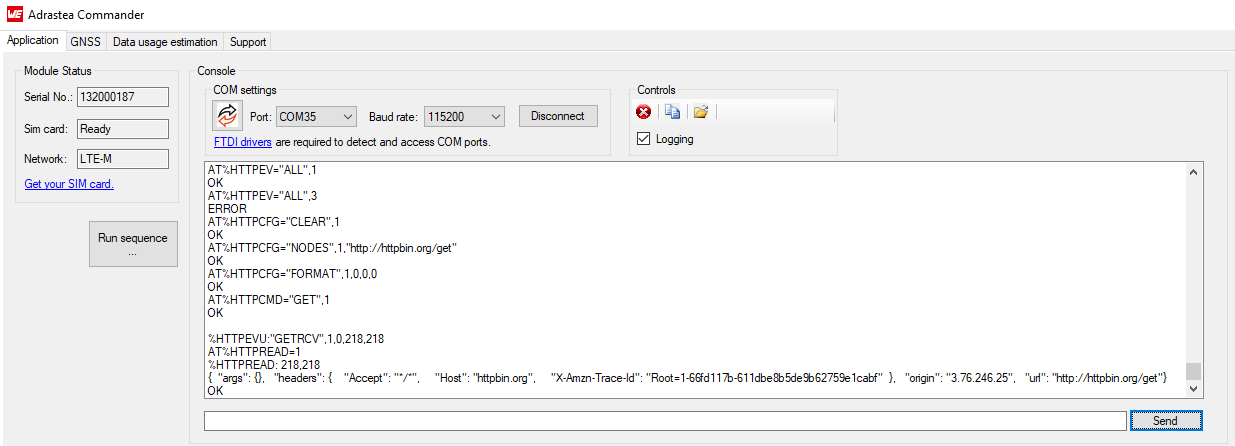 WE Adrastea Commander
Application GNSS Data usage estimation Support
Module Status
Serial No.: 132000187
Sim card: Ready
Network: LTE-M
Get your SIM card.
Run sequence
...
Console
COM settings
Port: COM35 Baud rate: 115200 Disconnect
FTDI drivers are required to detect and access COM ports.
Controls
Logging
AT%HTTPEV="ALL",1
OK
AT%HTTPEV="ALL",3
ERROR
AT%HTTPCFG="CLEAR",1
OK
AT%HTTPCFG="NODES",1,"http://httpbin.org/get"
OK
AT%HTTPCFG="FORMAT",1,0,0,0
OK
AT%HTTPCMD="GET",1
OK
%HTTPEVU:"GETRCV",1,0,218,218
AT%HTTPREAD=1
%HTTPREAD: 218,218
{ "args": {}, "headers": { "Accept": "*/*", "Host": "httpbin.org", "X-Amzn-Trace-Id": "Root=1-66fd117b-611dbe8b5de9b62759e1cabf" }, "origin": "3.76.246.25", "url": "http://httpbin.org/get"}
OK
Send